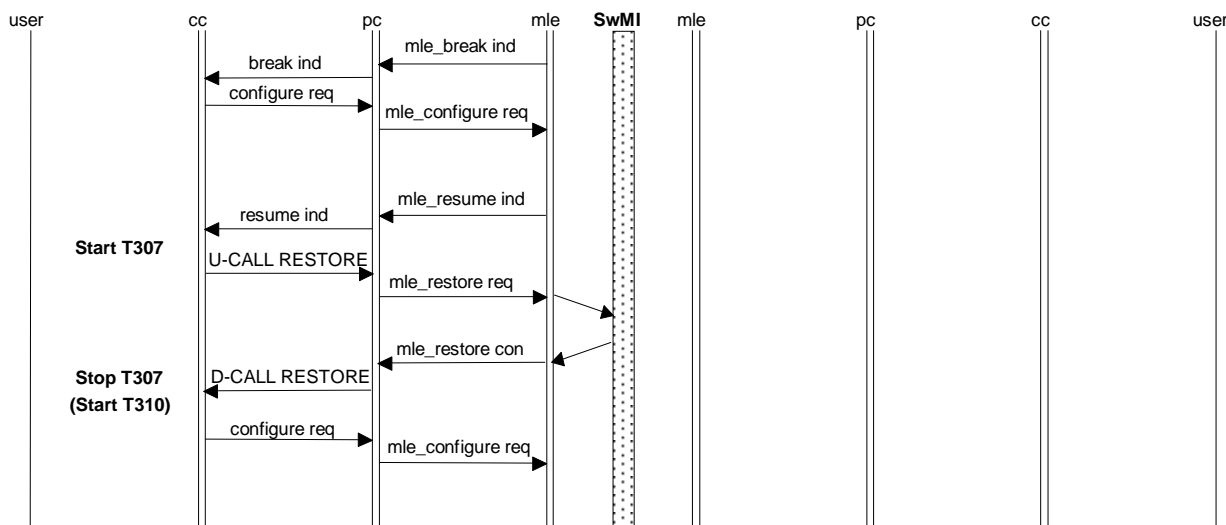 user cc pc mle SwMI mle pc cc user
mle_break ind
break ind
configure req
mle_configure req
mle_resume ind
resume ind
Start T307
U-CALL RESTORE
mle_restore req
mle_restore con
Stop T307
D-CALL RESTORE
(Start T310)
configure req
mle_configure req